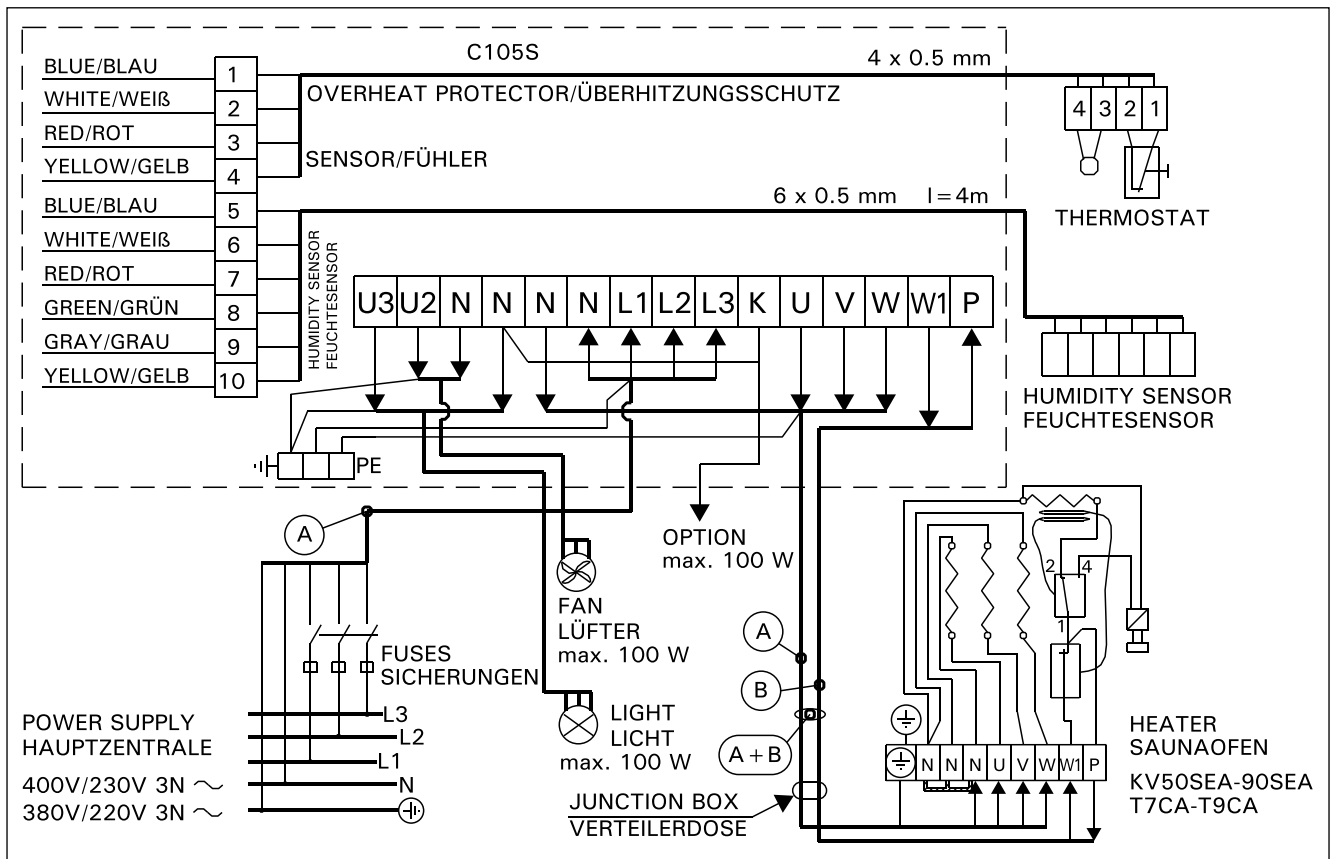 C105S
4 x 0.5 mm
BLUE/BLAU 1
WHITE/WEIß 2
RED/ROT 3
YELLOW/GELB 4
BLUE/BLAU 5
WHITE/WEIß 6
RED/ROT 7
GREEN/GRÜN 8
GRAY/GRAU 9
YELLOW/GELB 10
OVERHEAT PROTECTOR/ÜBERHITZUNGSSCHUTZ
SENSOR/FÜHLER
4 3 2 1
THERMOSTAT
6 x 0.5 mm l=4m
HUMIDITY SENSOR
FEUCHTESENSOR
U3 U2 N N N N L1 L2 L3 K U V W W1 P
HUMIDITY SENSOR
FEUCHTESENSOR
PE
A
OPTION
max. 100 W
FAN
LÜFTER
max. 100 W
FUSES
SICHERUNGEN
LIGHT
LICHT
max. 100 W
POWER SUPPLY
HAUPTZENTRALE
400V/230V 3N ~
380V/220V 3N ~
L3
L2
L1
N
A
B
A+B
JUNCTION BOX
VERTEILERDOSE
2 4
1
N N N U V W W1 P
HEATER
SAUNAOFEN
KV50SEA-90SEA
T7CA-T9CA